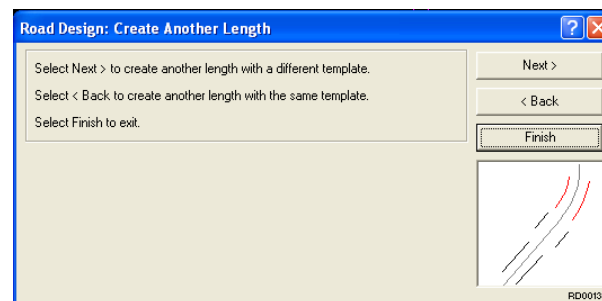 Road Design: Create Another Length
Select Next > to create another length with a different template.
Select < Back to create another length with the same template.
Select Finish to exit.
Next >
< Back
Finish
RD0013